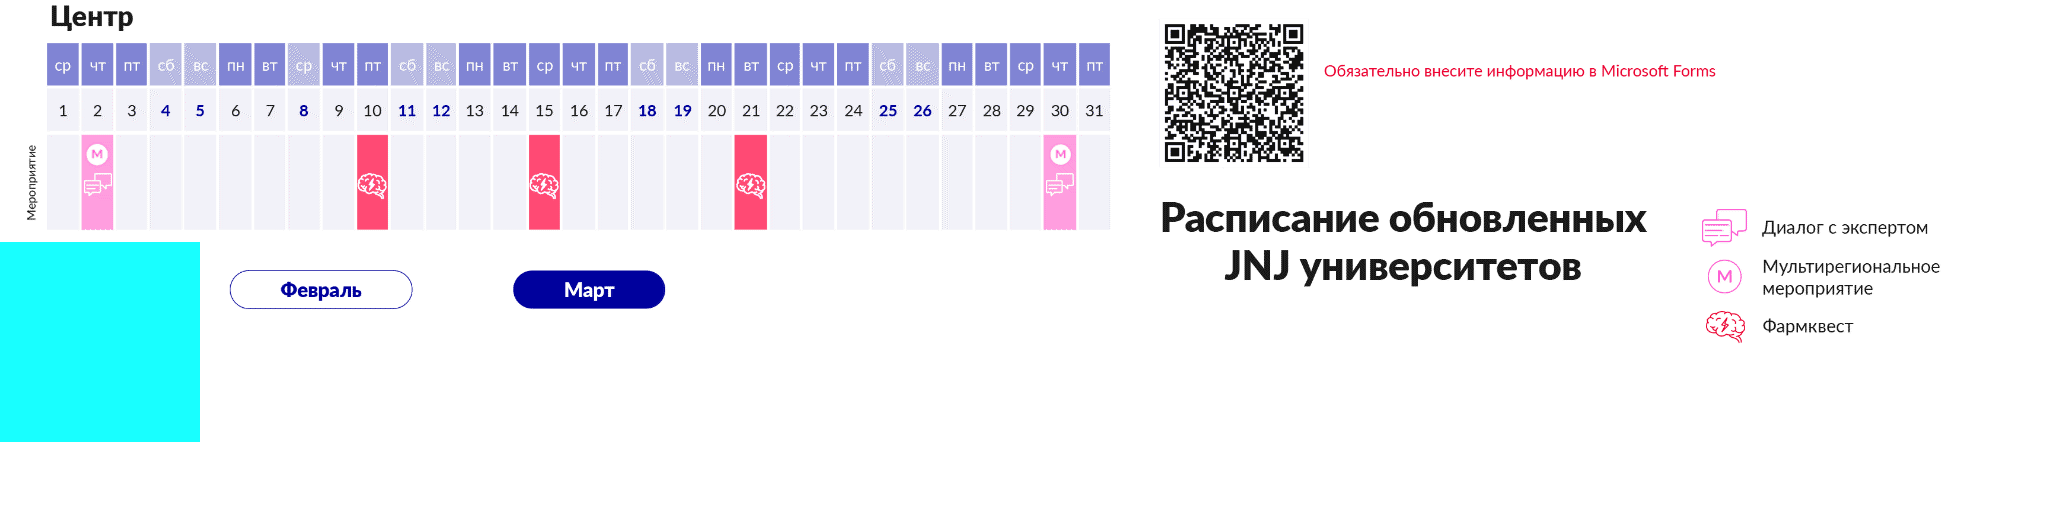 Центр
ср чт пт сб вс пн вт ср чт пт сб вс пн вт ср чт пт сб вс пн вт ср чт пт сб вс пн вт ср чт пт
1 2 3 4 5 6 7 8 9 10 11 12 13 14 15 16 17 18 19 20 21 22 23 24 25 26 27 28 29 30 31
Мероприятие
М М
Февраль Март
Обязательно внесите информацию в Microsoft Forms
Расписание обновленных
JNJ университетов
Диалог с экспертом
М
Мультирегиональное
мероприятие
Фармквест